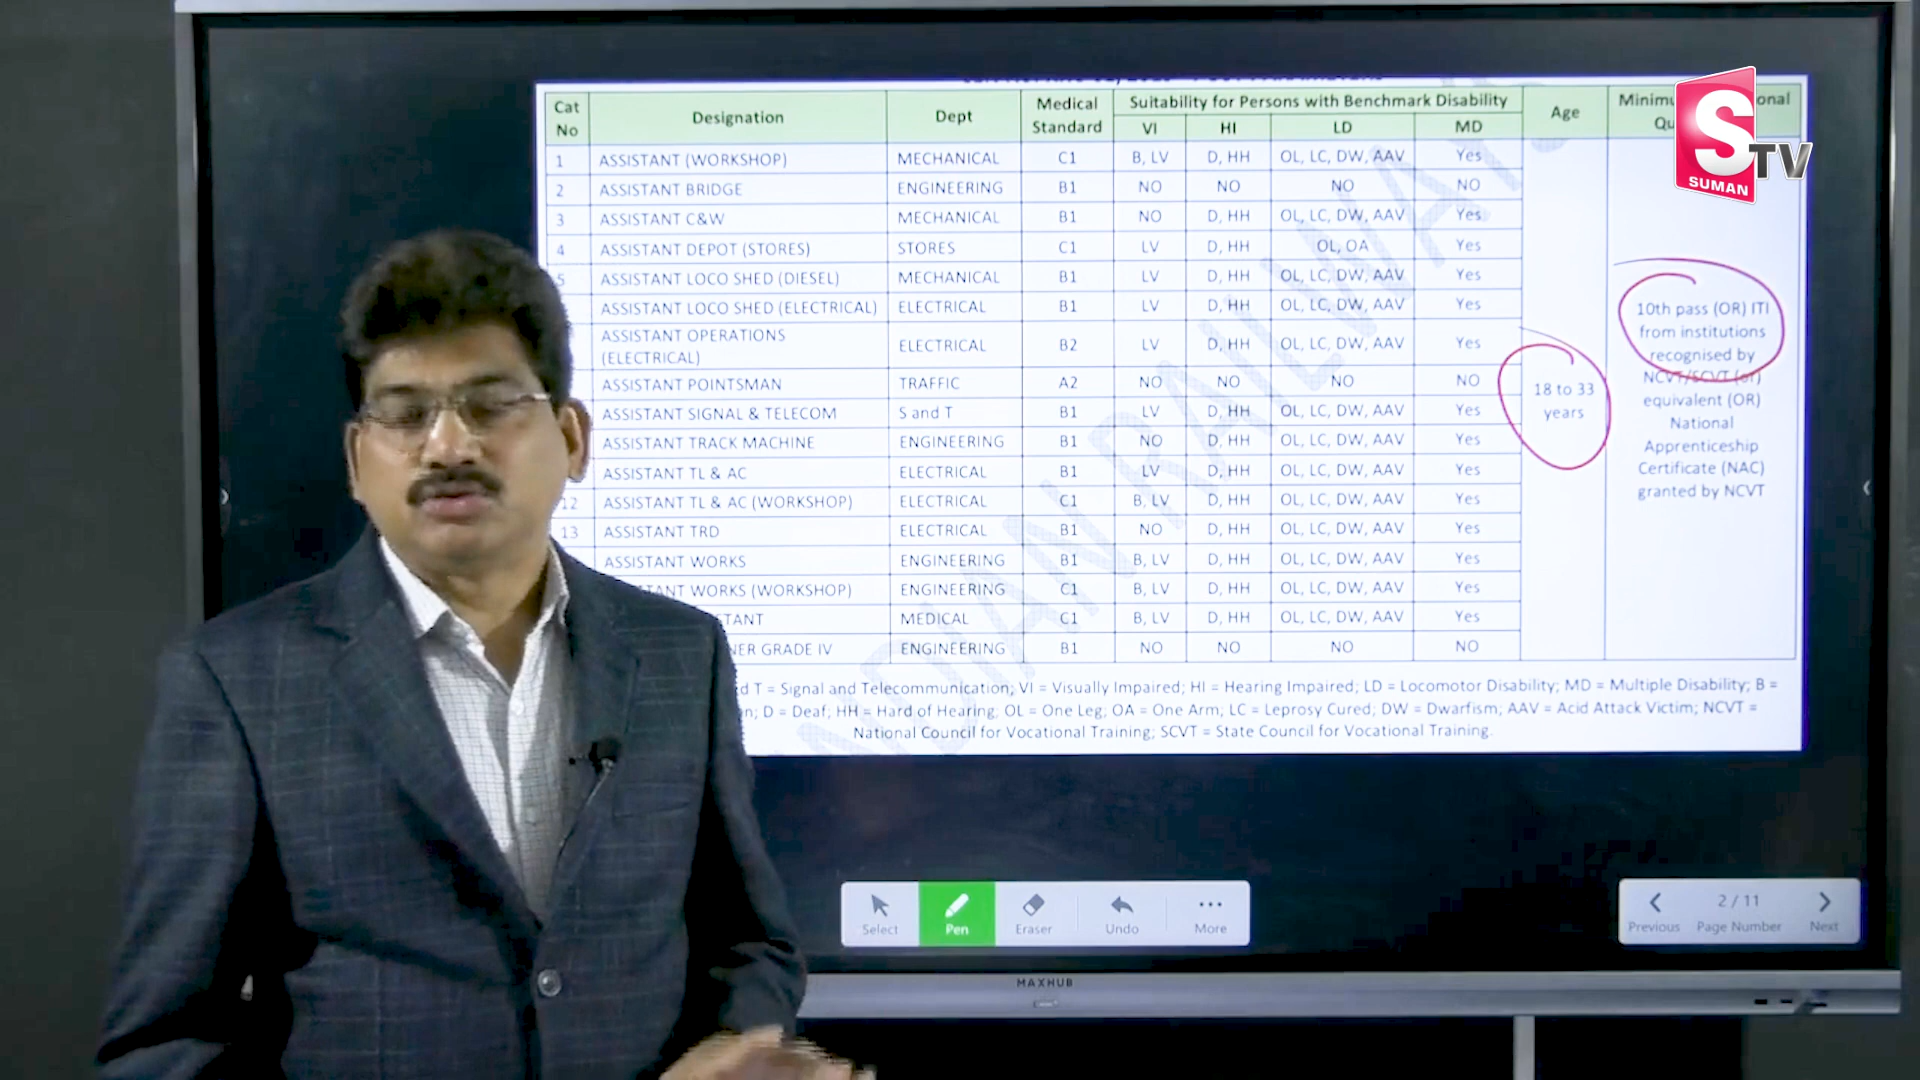 Cat No Designation Dept Medical Standard Suitability for Persons with Benchmark Disability Age
VI HI LD MD
1 ASSISTANT (WORKSHOP) MECHANICAL C1 B, LV D, HH OL, LC, DW, AAV Yes
2 ASSISTANT BRIDGE ENGINEERING B1 NO NO NO NO
3 ASSISTANT C&W MECHANICAL B1 NO D, HH OL, LC, DW, AAV Yes
4 ASSISTANT DEPOT (STORES) STORES C1 LV D, HH OL, OA Yes
5 ASSISTANT LOCO SHED (DIESEL) MECHANICAL B1 LV D, HH OL, LC, DW, AAV Yes
ASSISTANT LOCO SHED (ELECTRICAL) ELECTRICAL B1 LV D, HH OL, LC, DW, AAV Yes
ASSISTANT OPERATIONS (ELECTRICAL) ELECTRICAL B2 LV D, HH OL, LC, DW, AAV Yes
ASSISTANT POINTSMAN TRAFFIC A2 NO NO NO NO
ASSISTANT SIGNAL & TELECOM S and T B1 LV D, HH OL, LC, DW, AAV Yes
ASSISTANT TRACK MACHINE ENGINEERING B1 NO D, HH OL, LC, DW, AAV Yes
ASSISTANT TL & AC ELECTRICAL B1 LV D, HH OL, LC, DW, AAV Yes
12 ASSISTANT TL & AC (WORKSHOP) ELECTRICAL C1 B, LV D, HH OL, LC, DW, AAV Yes
13 ASSISTANT TRD ELECTRICAL B1 NO D, HH OL, LC, DW, AAV Yes
ASSISTANT WORKS ENGINEERING B1 B, LV D, HH OL, LC, DW, AAV Yes
WORKS (WORKSHOP) ENGINEERING C1 B, LV D, HH OL, LC, DW, AAV Yes
MEDICAL C1 B, LV D, HH OL, LC, DW, AAV Yes
GRADE IV ENGINEERING B1 NO NO NO NO
18 to 33
years
10th pass (OR) ITI
from institutions
recognised by
NCVT/SCVT (or)
equivalent (OR)
National
Apprenticeship
Certificate (NAC)
granted by NCVT
T = Signal and Telecommunication; VI = Visually Impaired; HI = Hearing Impaired; LD = Locomotor Disability; MD = Multiple Disability; B =
D = Deaf; HH = Hard of Hearing; OL = One Leg; OA = One Arm; LC = Leprosy Cured; DW = Dwarfism; AAV = Acid Attack Victim; NCVT =
National Council for Vocational Training; SCVT = State Council for Vocational Training.
INDIAN RAILWAYS
S TV
SUMAN
Select Pen Eraser Undo More
2 / 11
Previous Page Number Next
MAXHUB